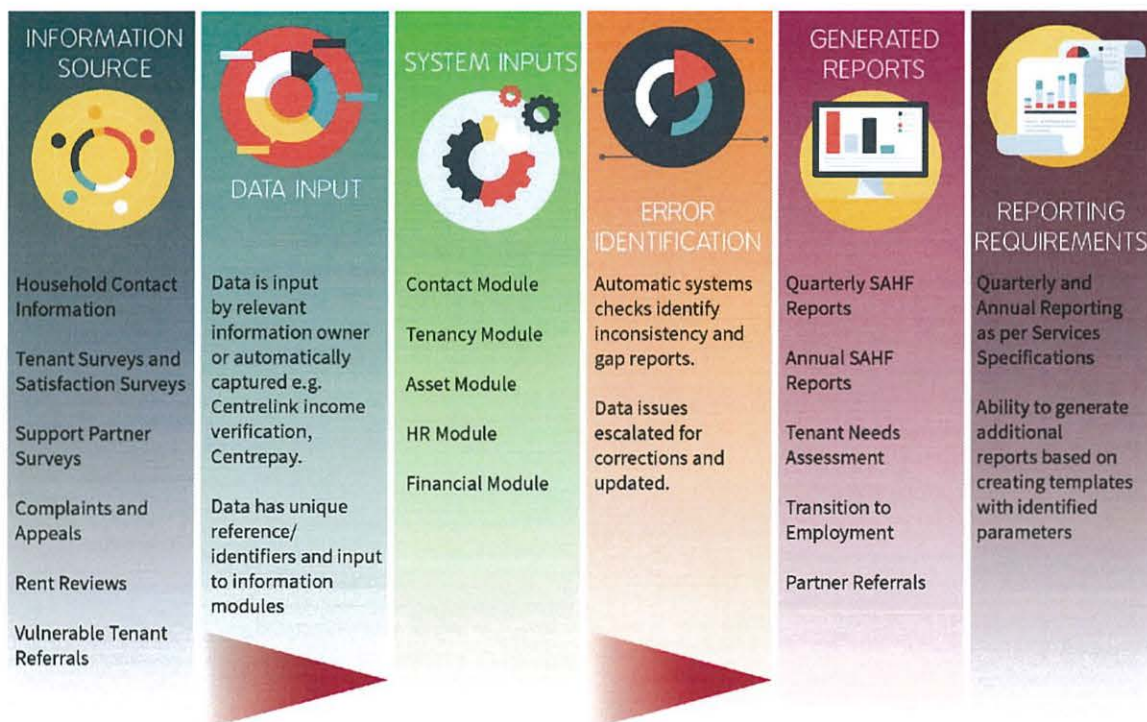 INFORMATION
SOURCE
Household Contact
Information
Tenant Surveys and
Satisfaction Surveys
Support Partner
Surveys
Complaints and
Appeals
Rent Reviews
Vulnerable Tenant
Referrals
DATA INPUT
Data is input
by relevant
information owner
or automatically
captured e.g.
Centrelink income
verification,
Centrepay.
Data has unique
reference/
identifiers and input
to information
modules
SYSTEM INPUTS
Contact Module
Tenancy Module
Asset Module
HR Module
Financial Module
ERROR
IDENTIFICATION
Automatic systems
checks identify
inconsistency and
gap reports.
Data issues
escalated for
corrections and
updated.
GENERATED
REPORTS
Quarterly SAHF
Reports
Annual SAHF
Reports
Tenant Needs
Assessment
Transition to
Employment
Partner Referrals
REPORTING
REQUIREMENTS
Quarterly and
Annual Reporting
as per Services
Specifications
Ability to generate
additional
reports based on
creating templates
with identified
parameters